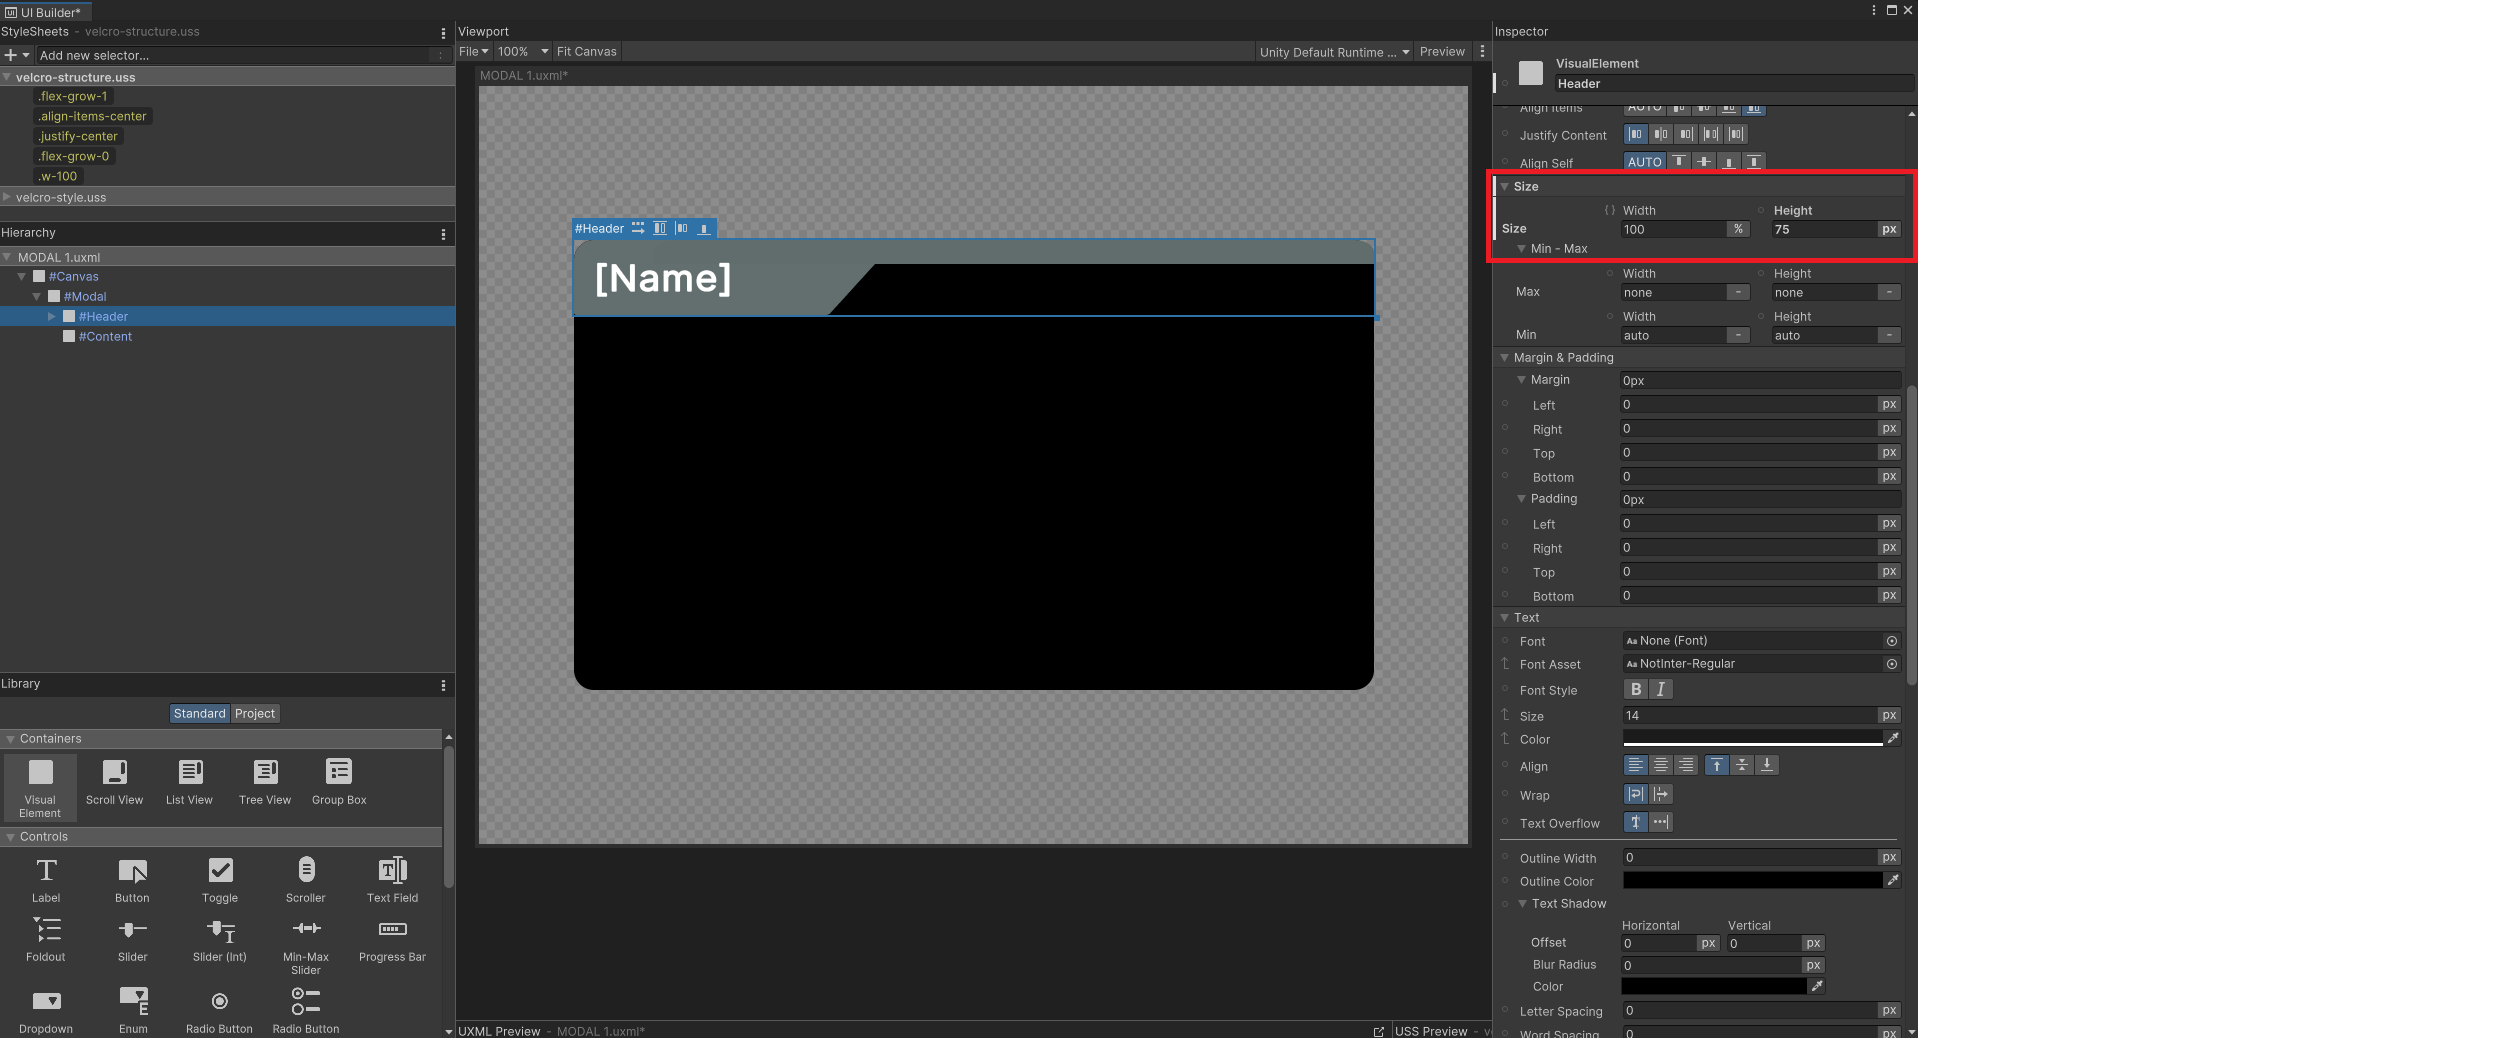 UI Builder*
StyleSheets - velcro-structure.uss
Add new selector...
velcro-structure.uss
.flex-grow-1
.align-items-center
.justify-center
.flex-grow-0
.w-100
velcro-style.uss
Hierarchy
MODAL 1.uxml
#Canvas
#Modal
#Header
#Content
Library
Standard Project
Containers
Visual Element
Scroll View
List View
Tree View
Group Box
Controls
Label
Button
Toggle
Scroller
Text Field
Foldout
Slider
Slider (Int)
Min-Max Slider
Progress Bar
Dropdown
Enum
Radio Button
Radio Button
Viewport
File 100% Fit Canvas
Unity Default Runtime ... Preview
MODAL 1.uxml*
#Header
[Name]
UXML Preview - MODAL 1.uxml*
USS Preview -
Inspector
VisualElement
Header
Align Items AUTO
Justify Content
Align Self AUTO
Size
Width Height
Size 100 % 75 px
Min - Max
Width Height
Max none - none -
Width Height
Min auto - auto -
Margin & Padding
Margin 0px
Left 0 px
Right 0 px
Top 0 px
Bottom 0 px
Padding 0px
Left 0 px
Right 0 px
Top 0 px
Bottom 0 px
Text
Font Aa None (Font)
Font Asset Aa NotInter-Regular
Font Style B I
Size 14 px
Color
Align
Wrap
Text Overflow
Outline Width 0 px
Outline Color
Text Shadow
Horizontal Vertical
Offset 0 px 0 px
Blur Radius 0 px
Color
Letter Spacing 0 px
Word Spacing 0 px